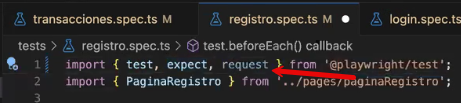 transacciones.spec.ts M registro.spec.ts M login.spec.ts
tests > registro.spec.ts > test.beforeEach() callback
1 import { test, expect, request } from '@playwright/test';
2 import { PaginaRegistro } from '../pages/paginaRegistro';